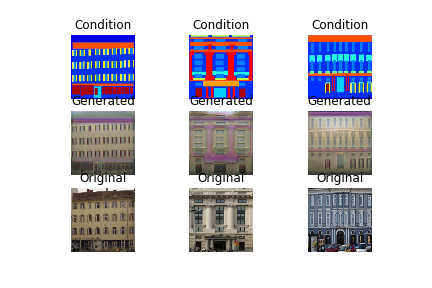 Condition Condition Condition
Generated Generated Generated
Original Original Original